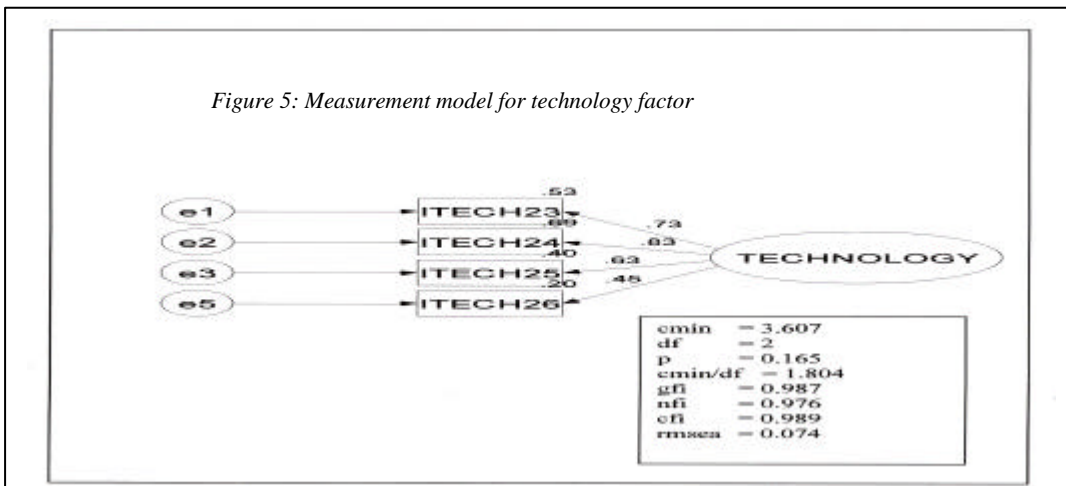 Figure 5: Measurement model for technology factor
.53
e1 ITECH23 .73
.69
e2 ITECH24 .83
.40
e3 ITECH25 .63
.20
e5 ITECH26 .45
TECHNOLOGY
cmin = 3.607
df = 2
p = 0.165
cmin/df = 1.804
gfi = 0.987
nfi = 0.976
cfi = 0.989
rmsea = 0.074